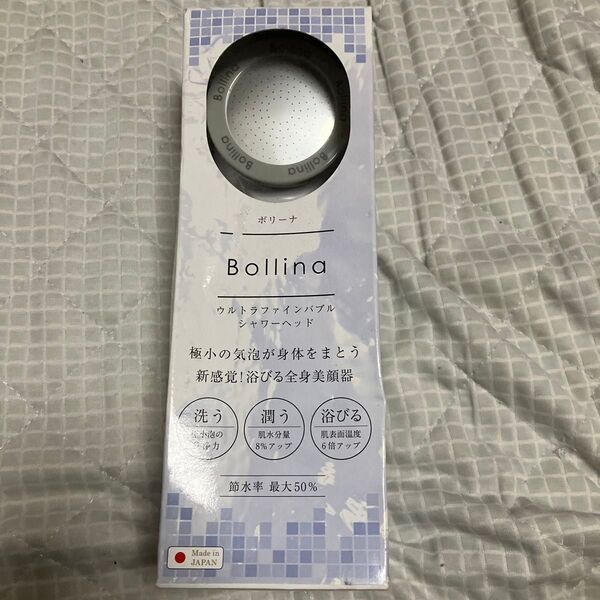 Bollina
Bollina
Bollina
Bollina
Bollina
ボリーナ
Bollina
ウルトラファインバブル
シャワーヘッド
極小の気泡が身体をまとう
新感覚!浴びる全身美顔器
洗う
潤う
肌水分量
8%アップ
浴びる
肌表面温度
6倍アップ
節水率 最大50%
Made in
JAPAN